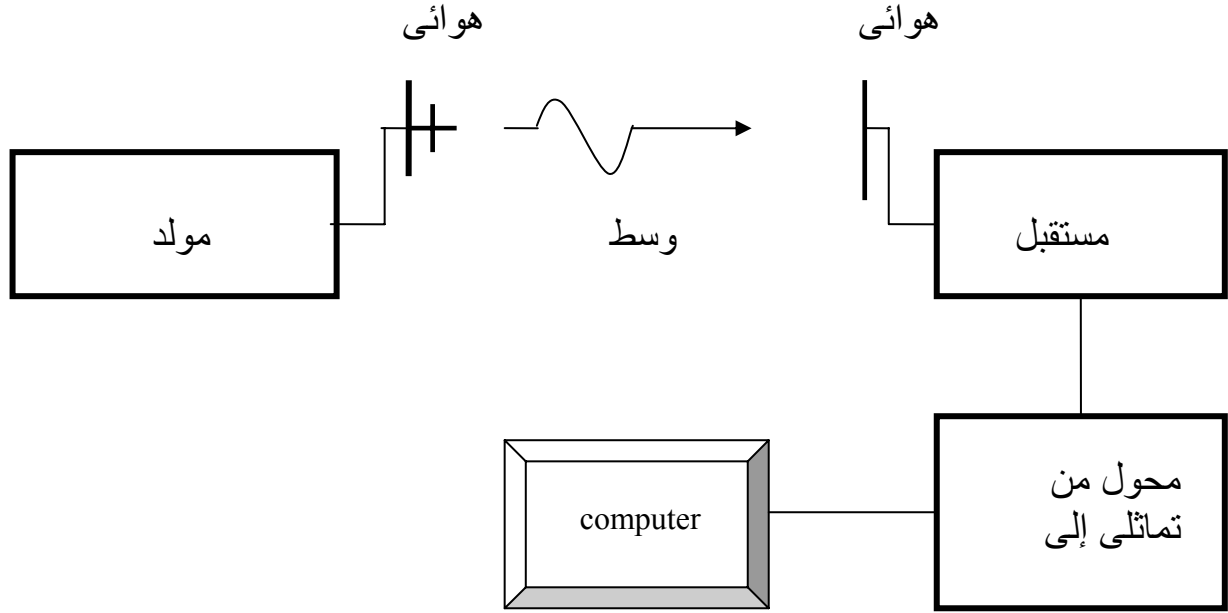 هوائى
هوائى
مولد
وسط
مستقبل
محول من
تماثلى إلى
computer